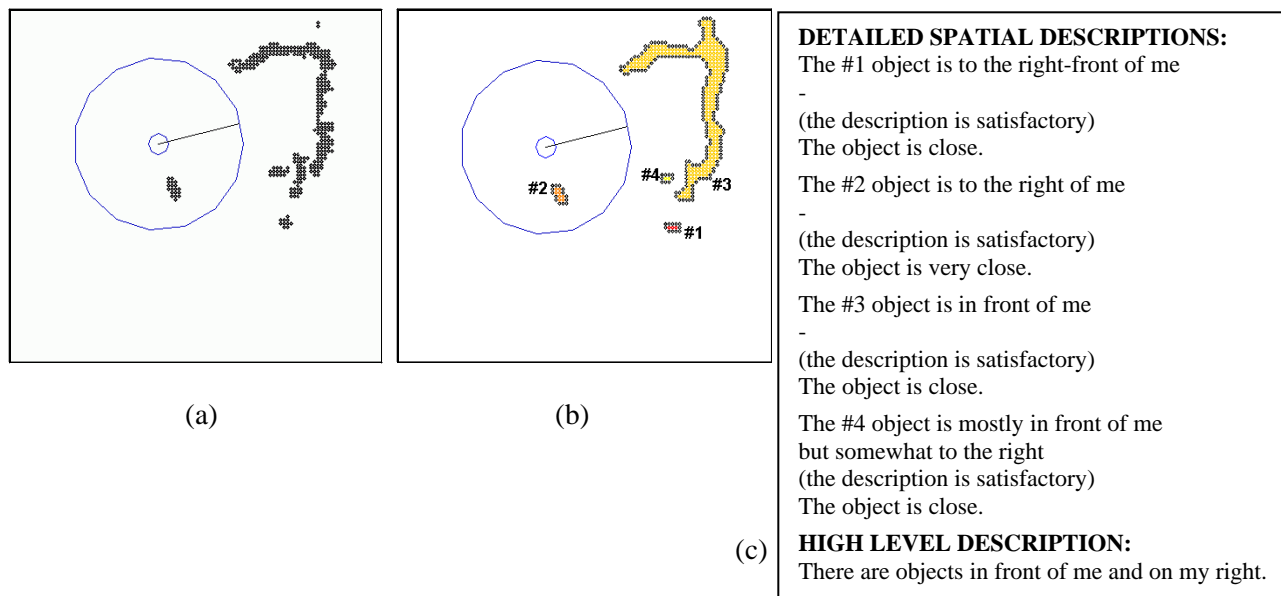 #4
#3
#2
#1
(a)
(b)
(c)
DETAILED SPATIAL DESCRIPTIONS:
The #1 object is to the right-front of me
-
(the description is satisfactory)
The object is close.
The #2 object is to the right of me
-
(the description is satisfactory)
The object is very close.
The #3 object is in front of me
-
(the description is satisfactory)
The object is close.
The #4 object is mostly in front of me
but somewhat to the right
(the description is satisfactory)
The object is close.
HIGH LEVEL DESCRIPTION:
There are objects in front of me and on my right.